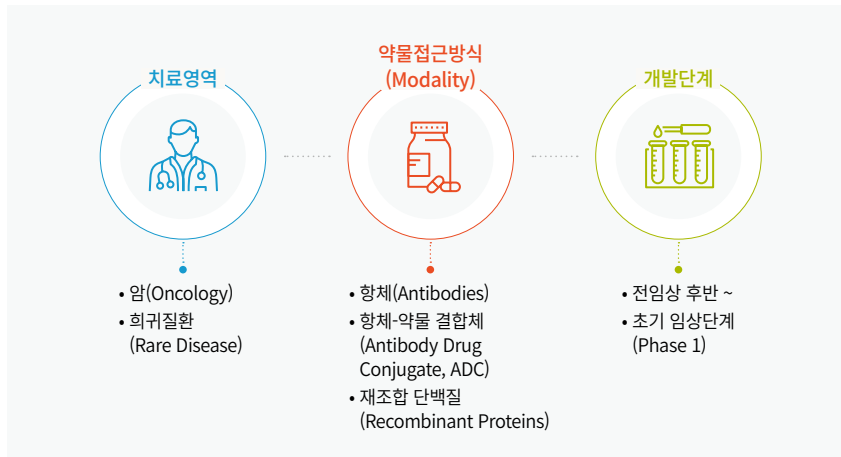 치료영역
• 암(Oncology)
• 희귀질환
(Rare Disease)
약물접근방식
(Modality)
• 항체(Antibodies)
• 항체-약물 결합체
(Antibody Drug
Conjugate, ADC)
• 재조합 단백질
(Recombinant Proteins)
개발단계
• 전임상 후반 ~
• 초기 임상단계
(Phase 1)